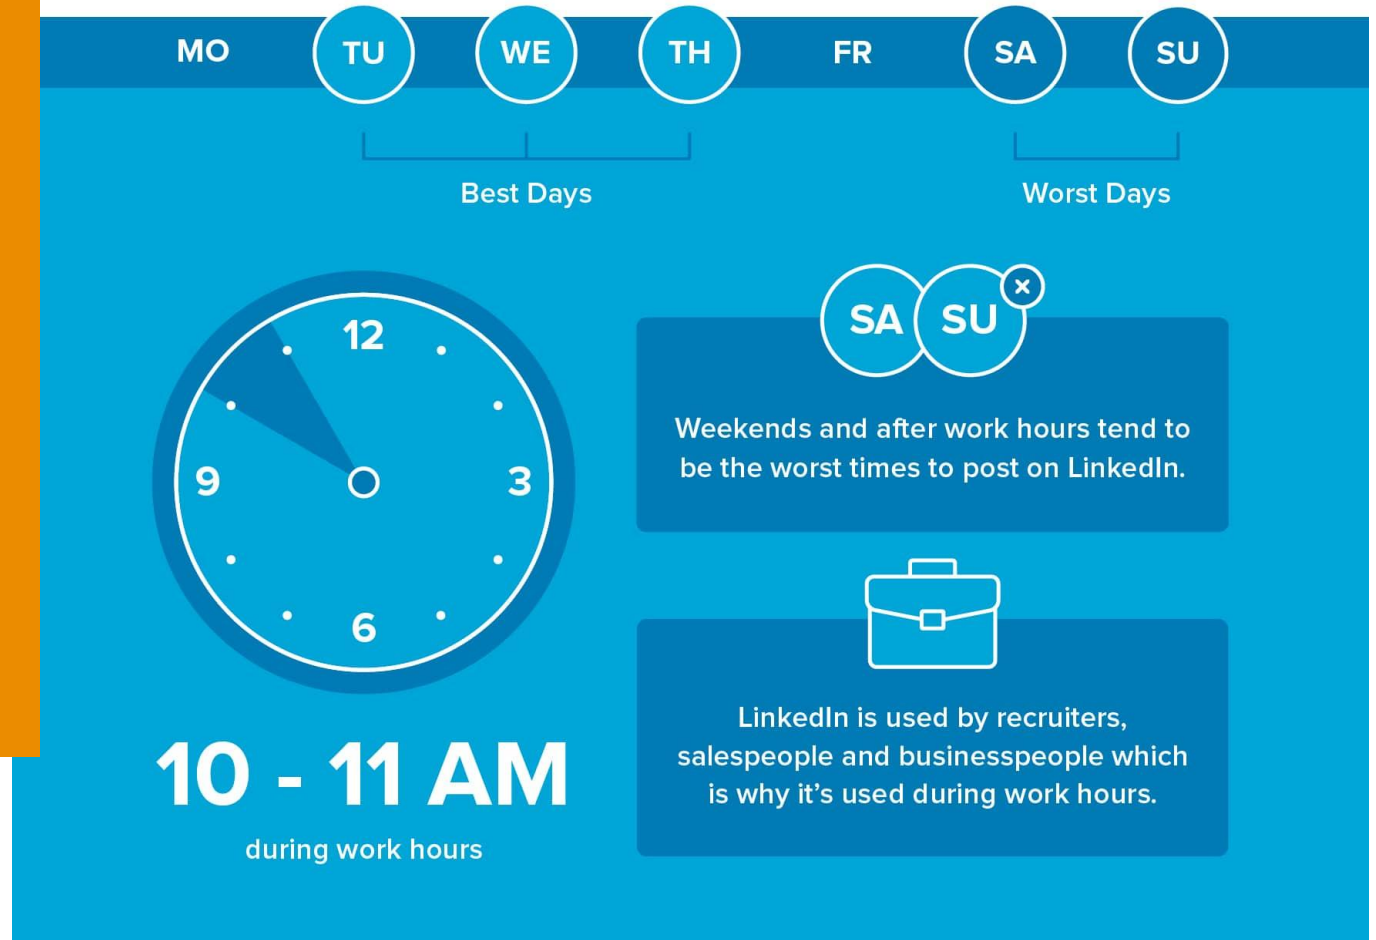 MO TU WE TH FR SA SU
Best Days
Worst Days
12
9
3
6
10 - 11 AM
during work hours
SA SU
Weekends and after work hours tend to
be the worst times to post on LinkedIn.
LinkedIn is used by recruiters,
salespeople and businesspeople which
is why it’s used during work hours.